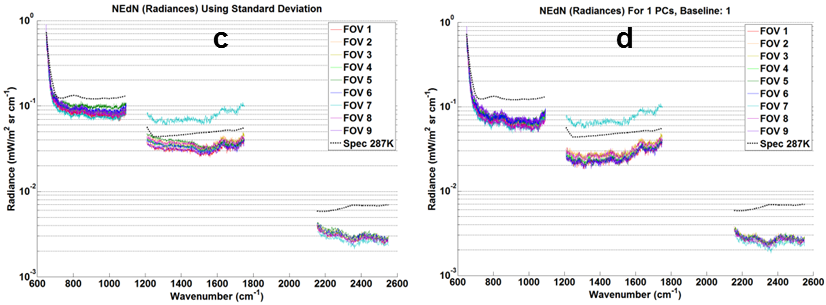 NEdN (Radiances) Using Standard Deviation
c
Radiance (mW/m² sr cm⁻¹)
10⁰
10⁻¹
10⁻²
10⁻³
600 800 1000 1200 1400 1600 1800 2000 2200 2400 2600
Wavenumber (cm⁻¹)
FOV 1
FOV 2
FOV 3
FOV 4
FOV 5
FOV 6
FOV 7
FOV 8
FOV 9
Spec 287K
NEdN (Radiances) For 1 PCs, Baseline: 1
d
Radiance (mW/m² sr cm⁻¹)
10⁰
10⁻¹
10⁻²
10⁻³
600 800 1000 1200 1400 1600 1800 2000 2200 2400 2600
Wavenumber (cm⁻¹)
FOV 1
FOV 2
FOV 3
FOV 4
FOV 5
FOV 6
FOV 7
FOV 8
FOV 9
Spec 287K